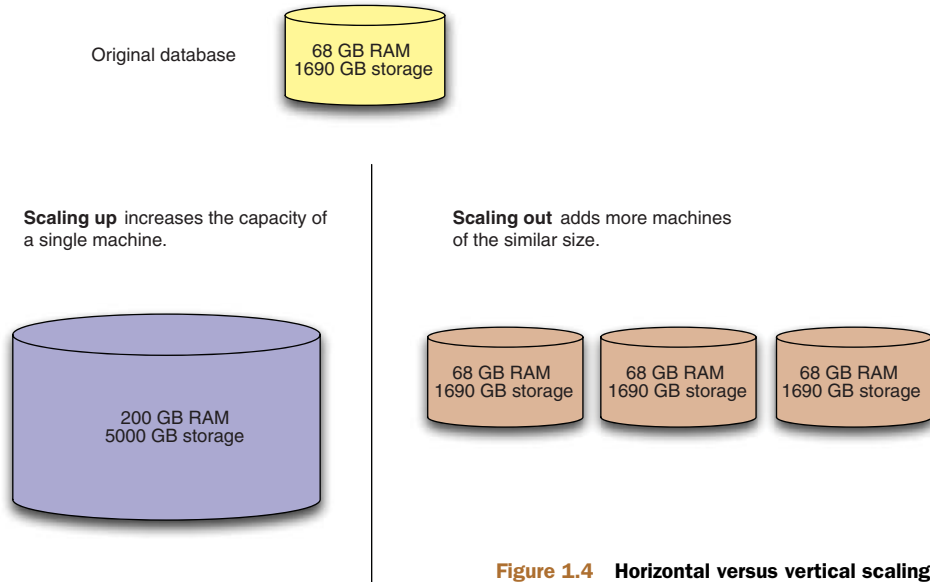 Original database
68 GB RAM
1690 GB storage
Scaling up increases the capacity of
a single machine.
200 GB RAM
5000 GB storage
Scaling out adds more machines
of the similar size.
68 GB RAM
1690 GB storage
68 GB RAM
1690 GB storage
68 GB RAM
1690 GB storage
Figure 1.4 Horizontal versus vertical scaling